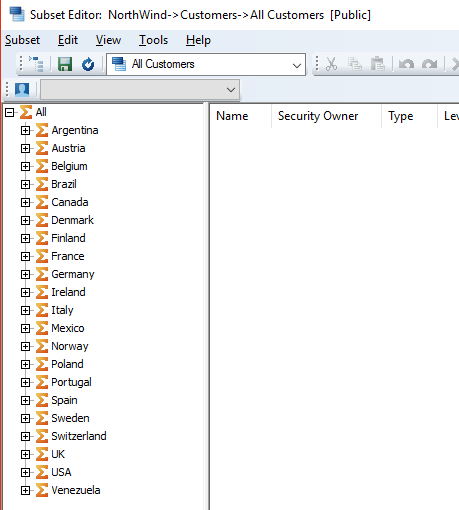 Subset Editor: NorthWind->Customers->All Customers [Public]
Subset Edit View Tools Help
All Customers
Name Security Owner Type
All
Argentina
Austria
Belgium
Brazil
Canada
Denmark
Finland
France
Germany
Ireland
Italy
Mexico
Norway
Poland
Portugal
Spain
Sweden
Switzerland
UK
USA
Venezuela